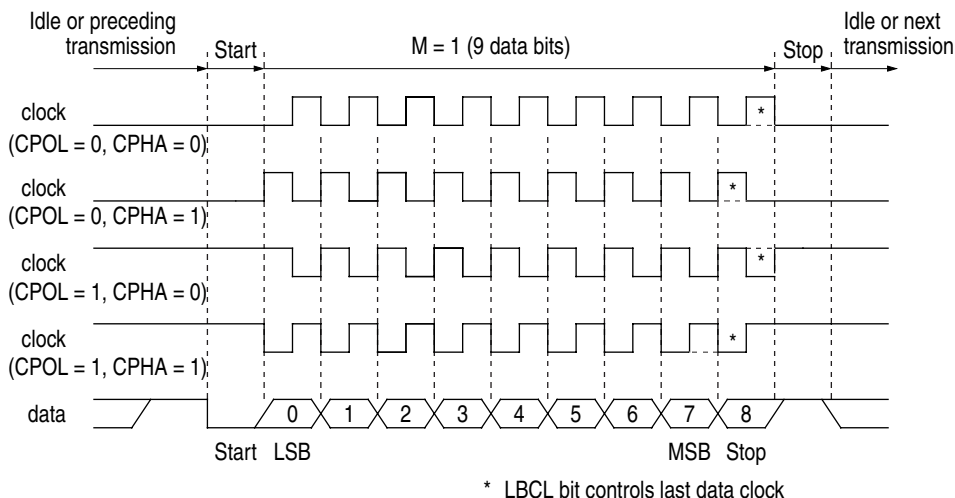 Idle or preceding
transmission
Start
M = 1 (9 data bits)
Stop
Idle or next
transmission
clock
(CPOL = 0, CPHA = 0)
*
clock
(CPOL = 0, CPHA = 1)
*
clock
(CPOL = 1, CPHA = 0)
*
clock
(CPOL = 1, CPHA = 1)
*
data
0 1 2 3 4 5 6 7 8
Start LSB MSB Stop
* LBCL bit controls last data clock